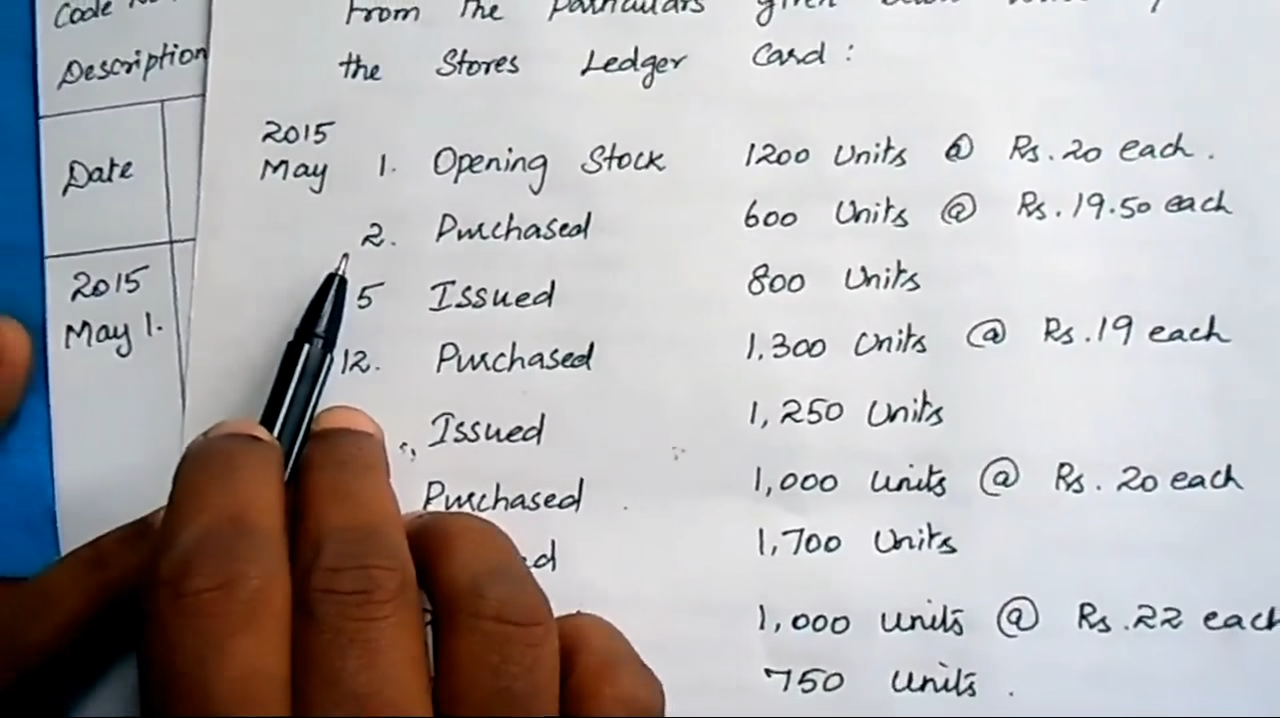 Code No
Description
Date
2015
May 1.
From the Particulars given
the Stores Ledger Card :
2015
May 1. Opening Stock 1200 Units @ Rs. 20 each.
2. Purchased 600 Units @ Rs. 19.50 each
5 Issued 800 Units
12. Purchased 1,300 Units @ Rs. 19 each
Issued 1,250 Units
Purchased 1,000 units @ Rs. 20 each
1,700 Units
1,000 units @ Rs. 22 each
750 units.